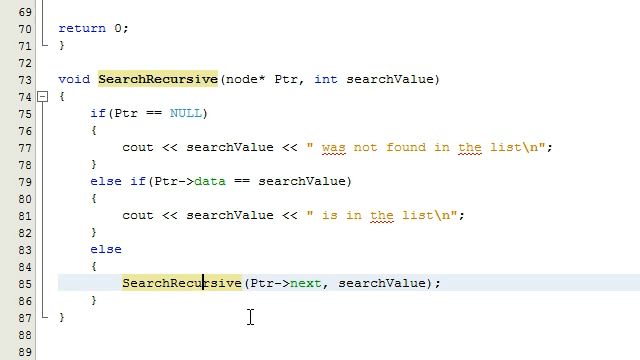 69
70 return 0;
71 }
72
73 void SearchRecursive(node* Ptr, int searchValue)
74 {
75 if(Ptr == NULL)
76 {
77 cout << searchValue << " was not found in the list\n";
78 }
79 else if(Ptr->data == searchValue)
80 {
81 cout << searchValue << " is in the list\n";
82 }
83 else
84 {
85 SearchRecursive(Ptr->next, searchValue);
86 }
87 }
88
89